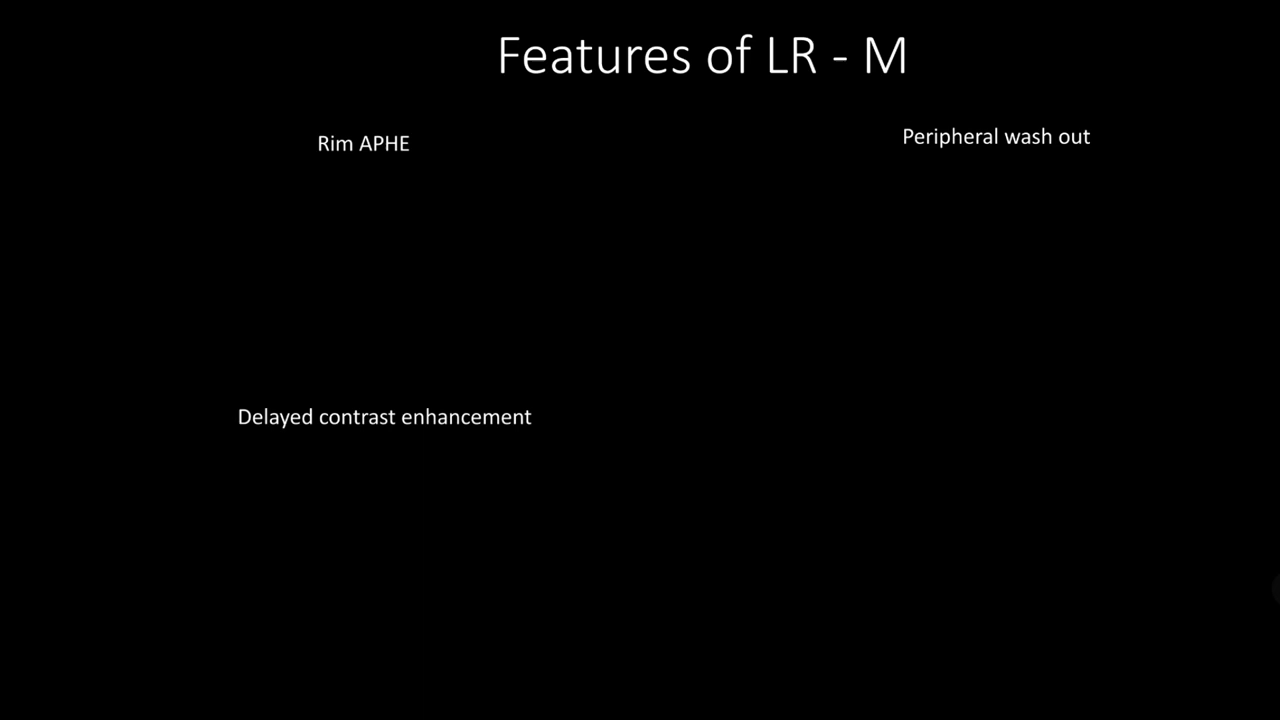 Features of LR - M
Rim APHE
Peripheral wash out
Delayed contrast enhancement